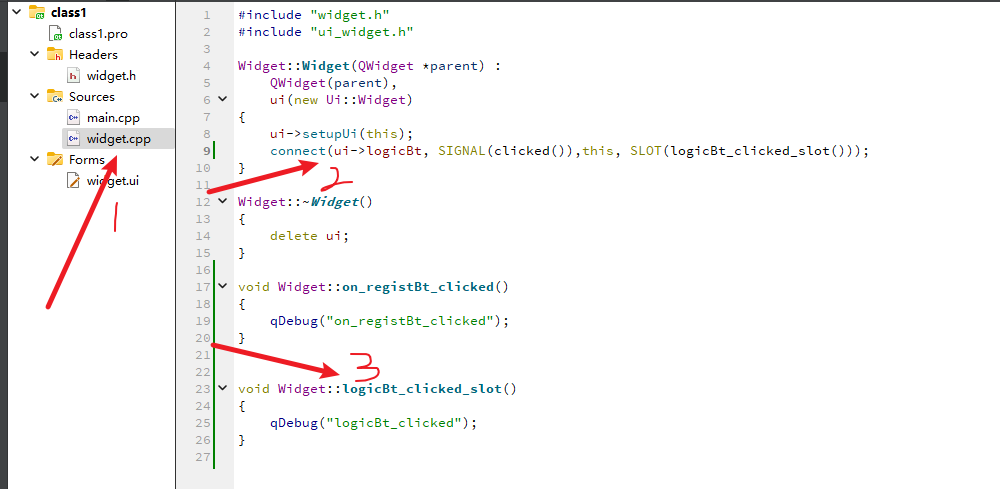 class1
class1.pro
Headers
widget.h
Sources
main.cpp
widget.cpp
Forms
widget.ui
1
1 #include "widget.h"
2 #include "ui_widget.h"
3
4 Widget::Widget(QWidget *parent) :
5 QWidget(parent),
6 ui(new Ui::Widget)
7 {
8 ui->setupUi(this);
9 connect(ui->logicBt, SIGNAL(clicked()),this, SLOT(logicBt_clicked_slot()));
10 }
11
2
12 Widget::~Widget()
13 {
14 delete ui;
15 }
16
17 void Widget::on_registBt_clicked()
18 {
19 qDebug("on_registBt_clicked");
20 }
21
3
22
23 void Widget::logicBt_clicked_slot()
24 {
25 qDebug("logicBt_clicked");
26 }
27